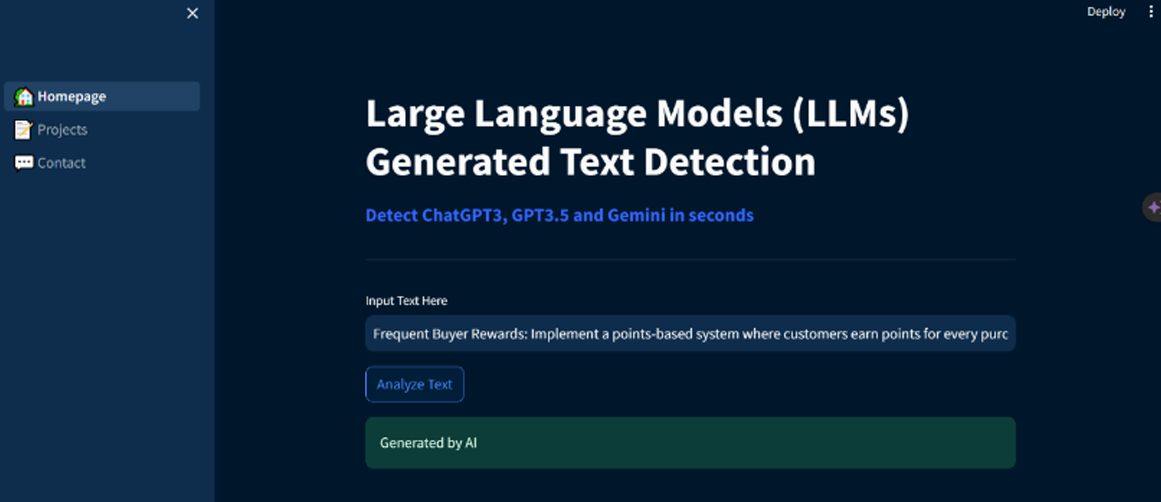 Deploy
Homepage
Projects
Contact
Large Language Models (LLMs)
Generated Text Detection
Detect ChatGPT3, GPT3.5 and Gemini in seconds
Input Text Here
Frequent Buyer Rewards: Implement a points-based system where customers earn points for every purc
Analyze Text
Generated by AI